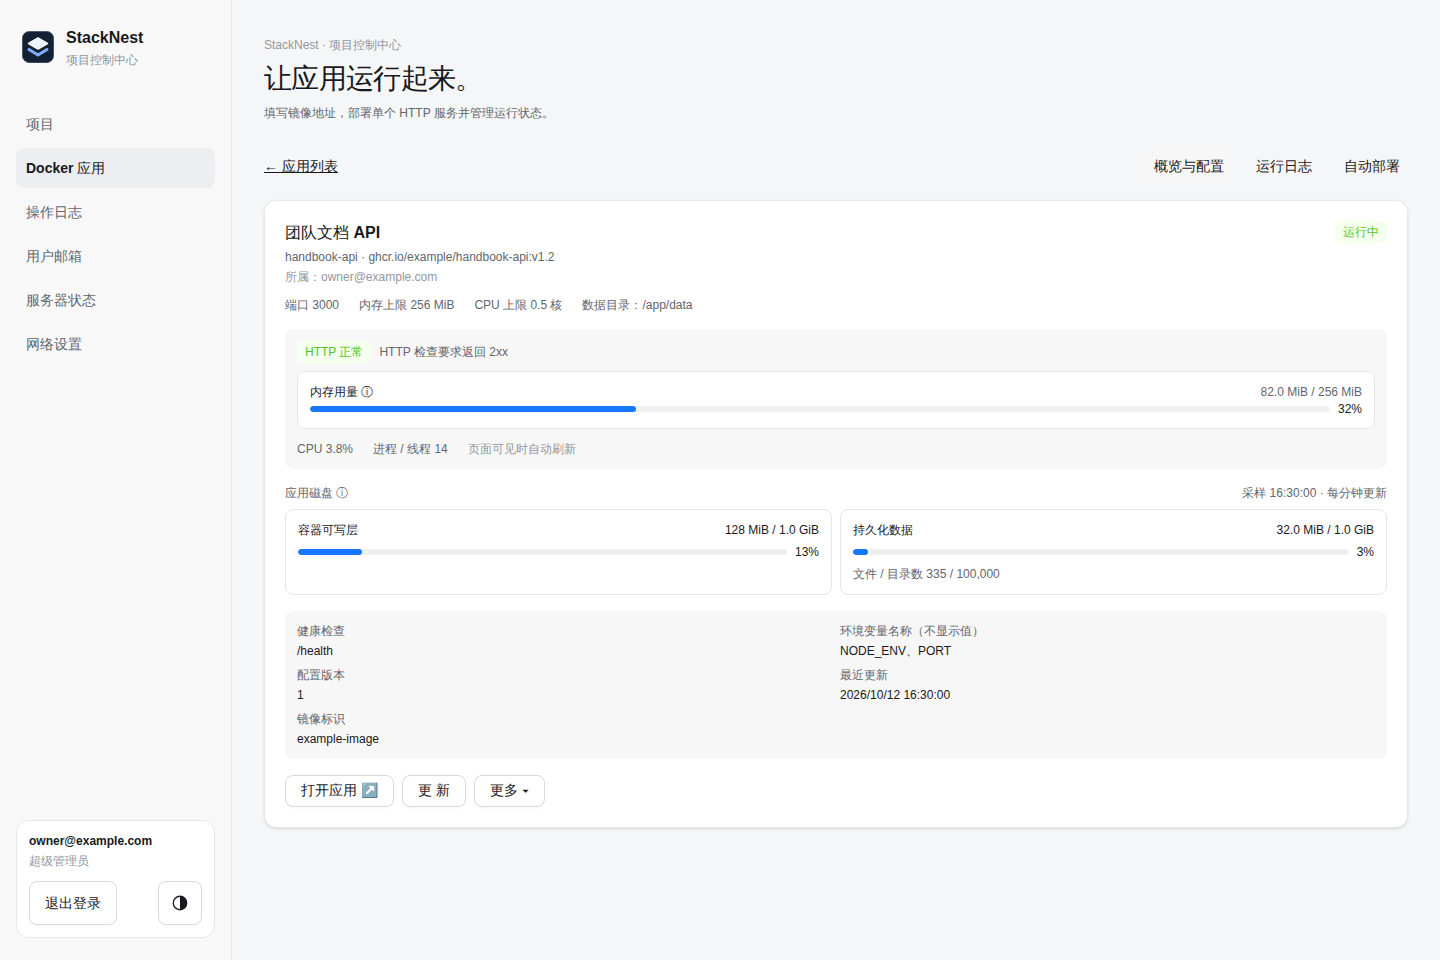 StackNest
项目控制中心
项目
Docker 应用
操作日志
用户邮箱
服务器状态
网络设置
owner@example.com
超级管理员
退出登录
StackNest · 项目控制中心
让应用运行起来。
填写镜像地址，部署单个 HTTP 服务并管理运行状态。
← 应用列表 概览与配置 运行日志 自动部署
团队文档 API 运行中
handbook-api · ghcr.io/example/handbook-api:v1.2
所属：owner@example.com
端口 3000 内存上限 256 MiB CPU 上限 0.5 核 数据目录：/app/data
HTTP 正常 HTTP 检查要求返回 2xx
内存用量 ⓘ 82.0 MiB / 256 MiB
32%
CPU 3.8% 进程 / 线程 14 页面可见时自动刷新
应用磁盘 ⓘ 采样 16:30:00 · 每分钟更新
容器可写层 128 MiB / 1.0 GiB
13%
持久化数据 32.0 MiB / 1.0 GiB
3%
文件 / 目录数 335 / 100,000
健康检查
/health
环境变量名称（不显示值）
NODE_ENV、PORT
配置版本
1
最近更新
2026/10/12 16:30:00
镜像标识
example-image
打开应用 ↗ 更 新 更多